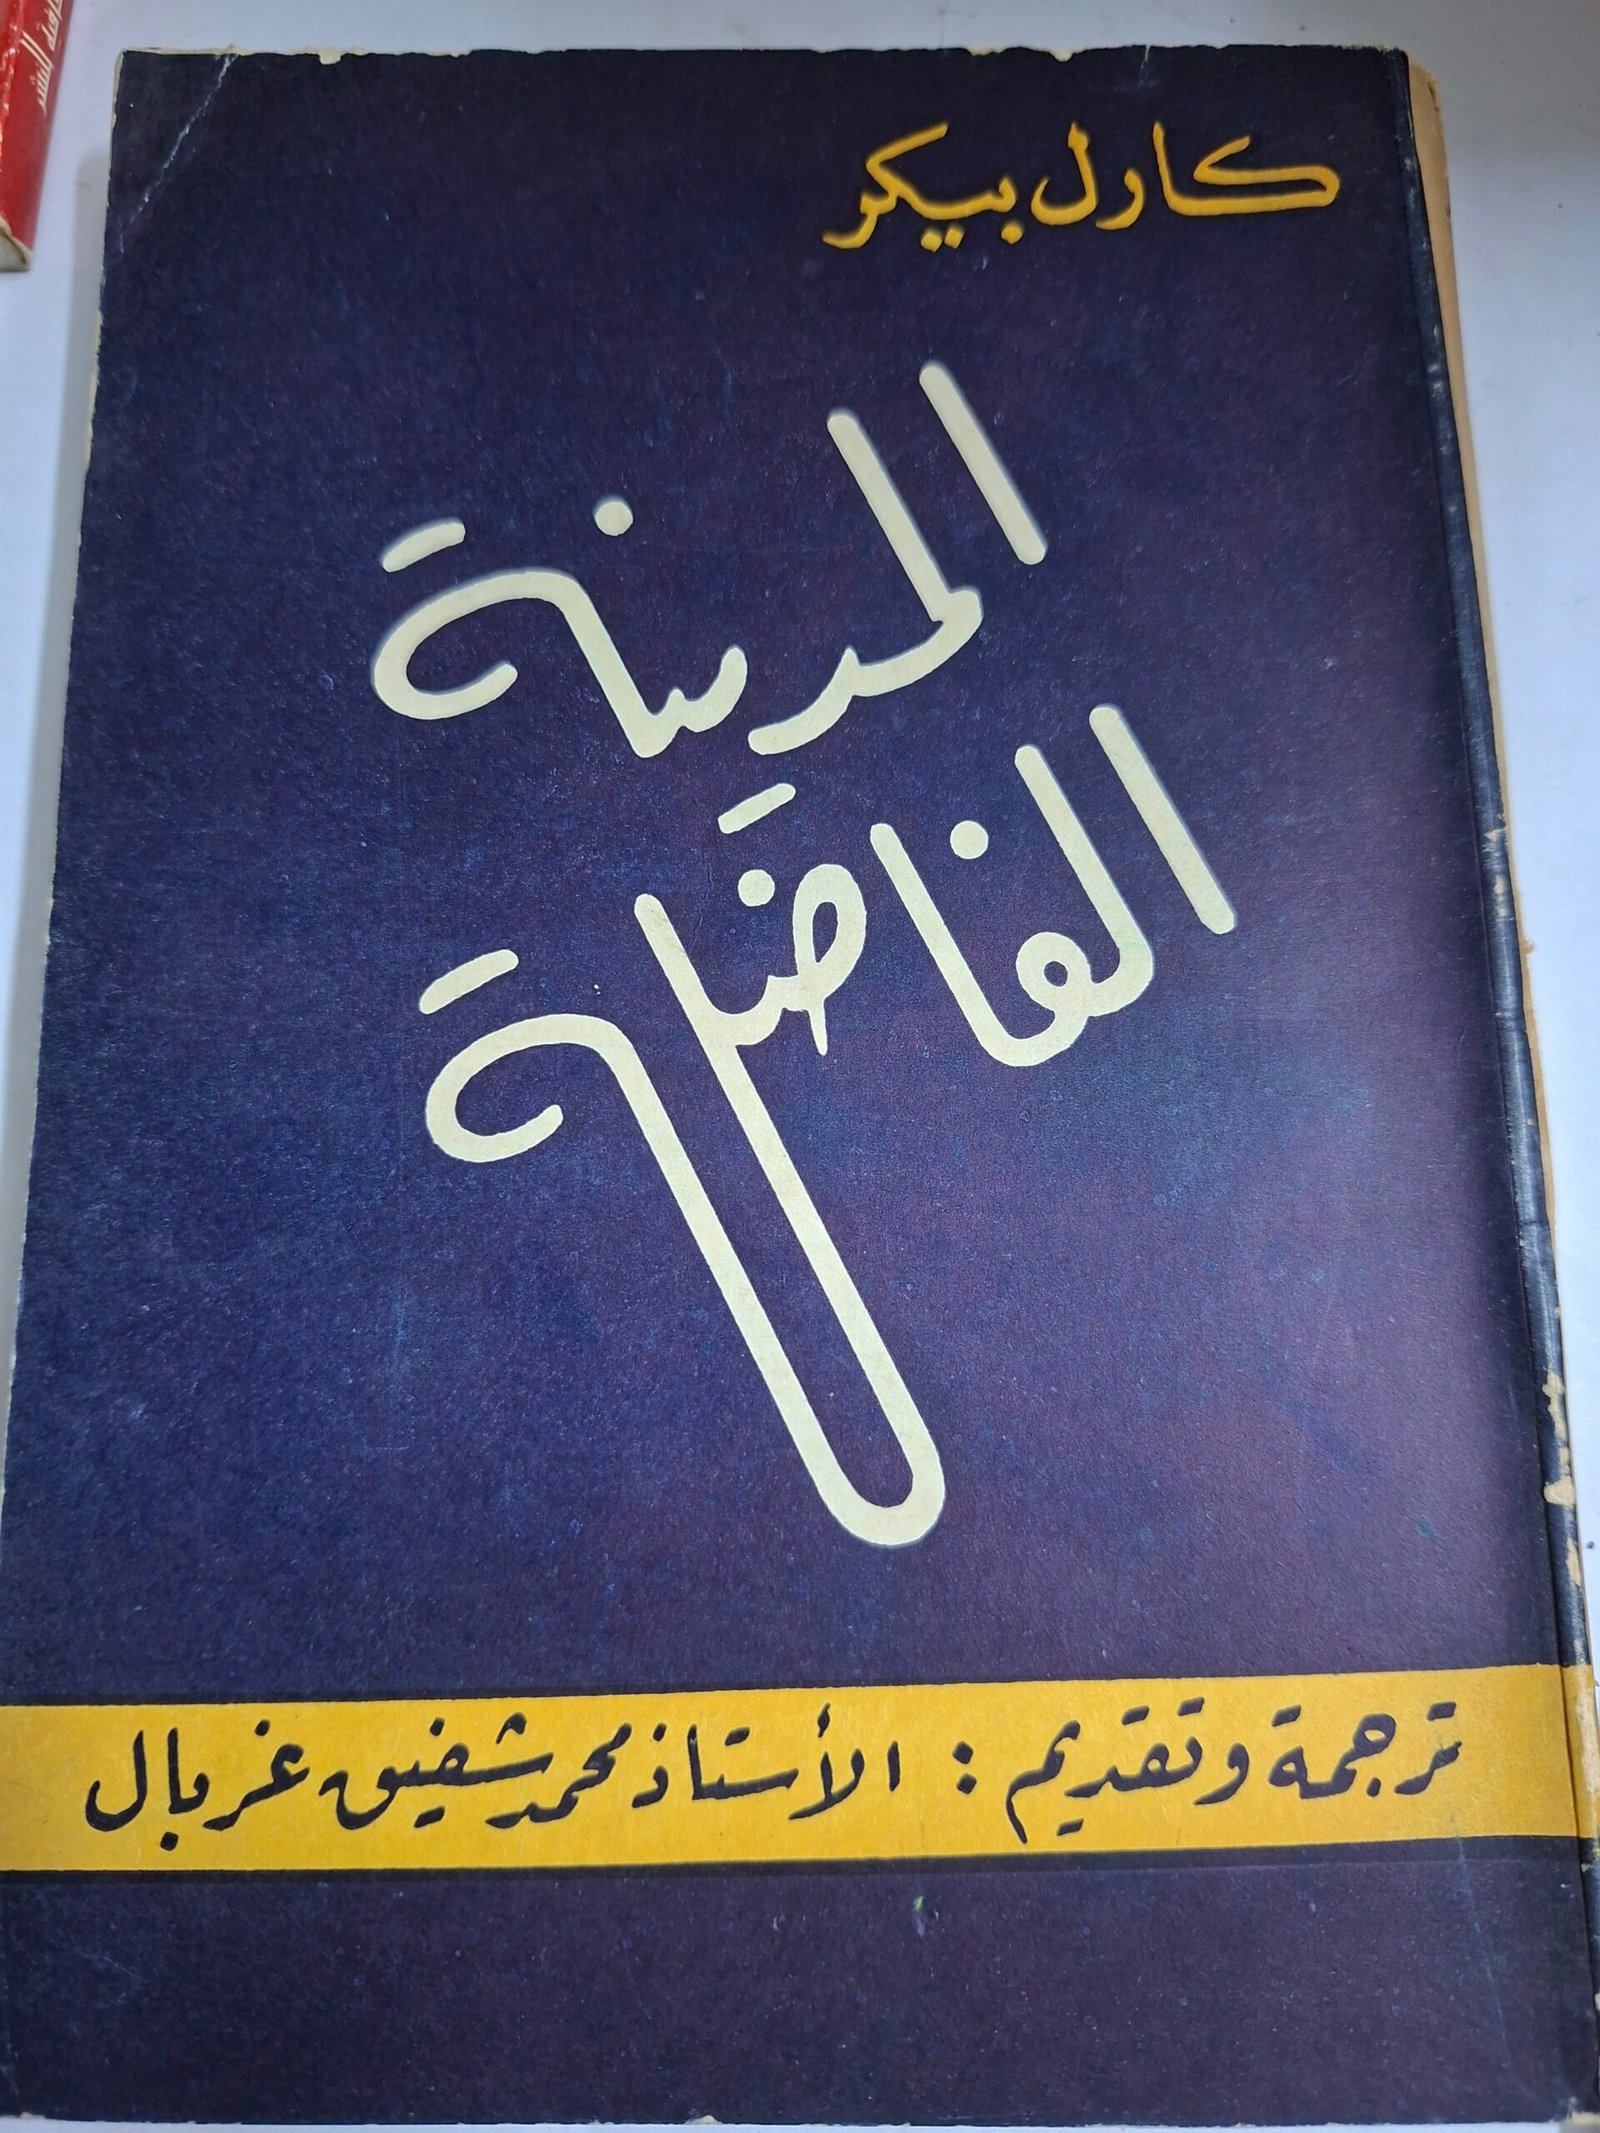 كارل بيكر
المدينة
الفاضلة
ترجمة وتقديم : الأستاذ محمد شفيق غربال